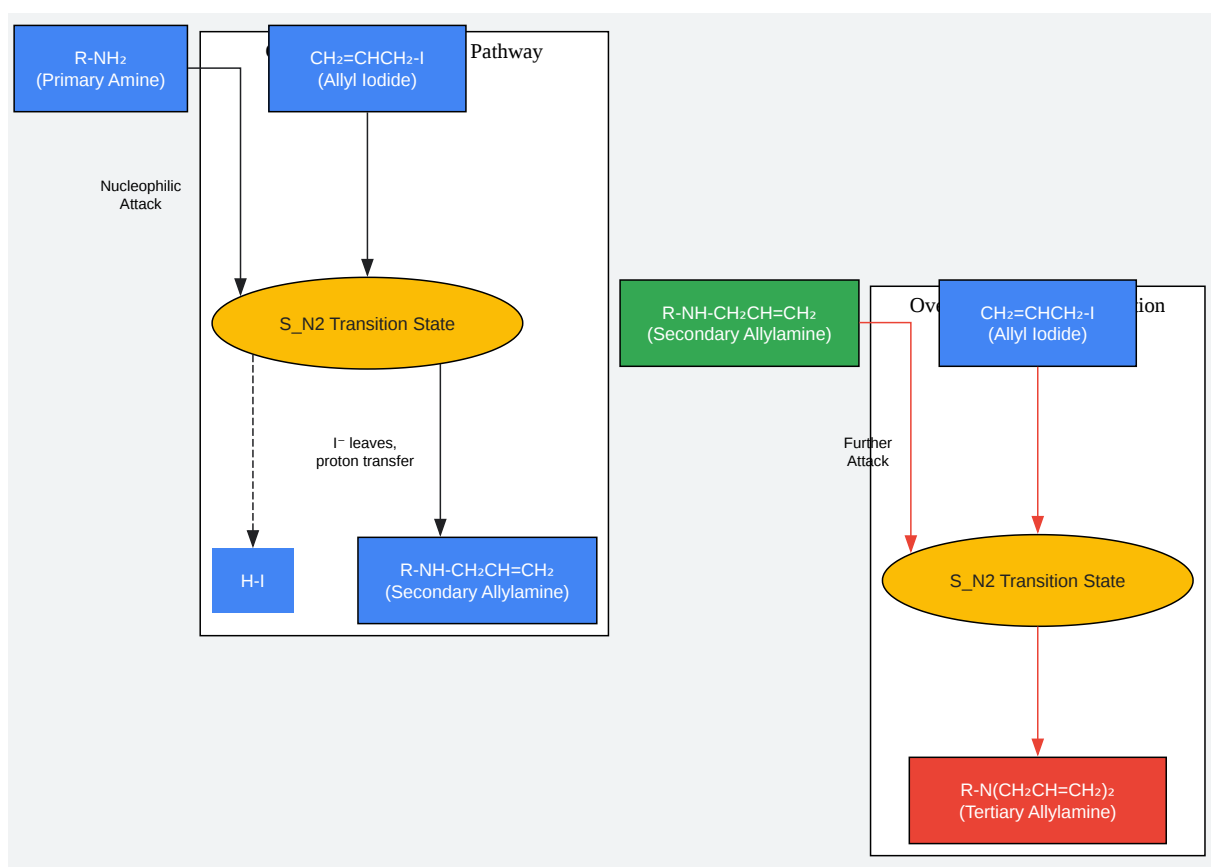 R-NH₂
(Primary Amine)
CH₂=CHCH₂-I
(Allyl Iodide)
Pathway
Nucleophilic
Attack
S_N2 Transition State
I⁻ leaves,
proton transfer
H-I
R-NH-CH₂CH=CH₂
(Secondary Allylamine)
R-NH-CH₂CH=CH₂
(Secondary Allylamine)
CH₂=CHCH₂-I
(Allyl Iodide)
Further
Attack
S_N2 Transition State
R-N(CH₂CH=CH₂)₂
(Tertiary Allylamine)